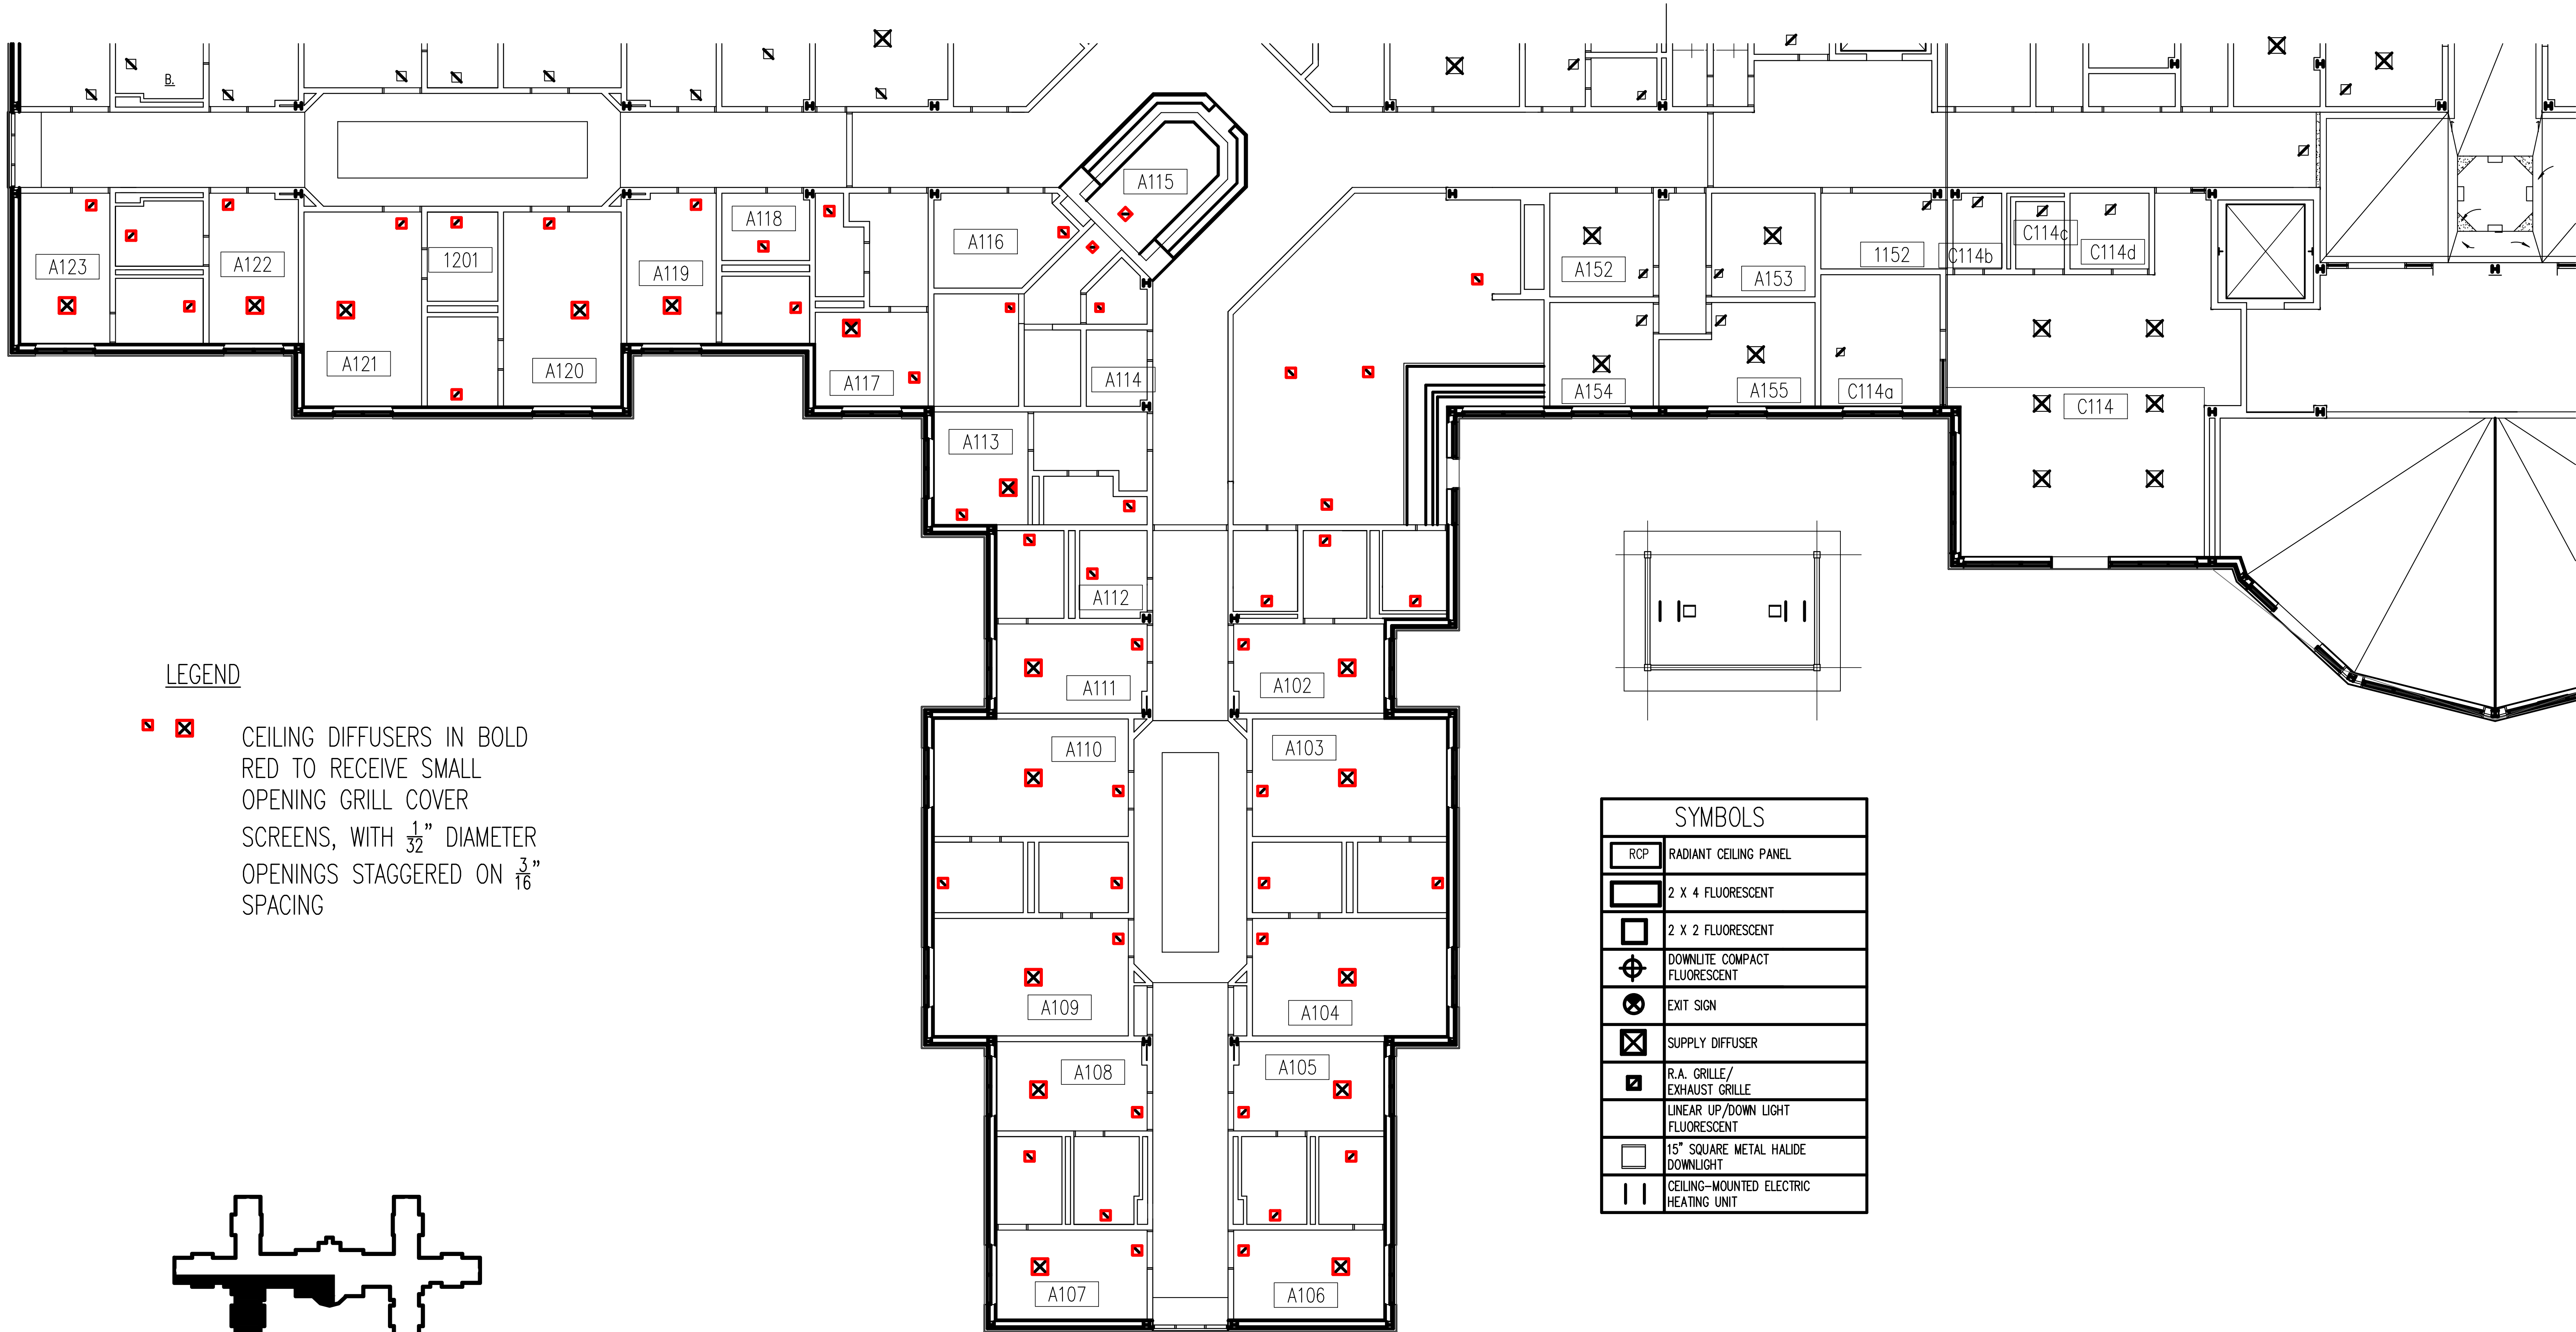 B.
A115
A118
A116
A123
A122
1201
A119
A152
A153
1152
C114b
C114c
C114d
A121
A120
A117
A114
A154
A155
C114a
C114
A113
A112
LEGEND
CEILING DIFFUSERS IN BOLD
RED TO RECEIVE SMALL
OPENING GRILL COVER
SCREENS, WITH 1/32" DIAMETER
OPENINGS STAGGERED ON 3/16"
SPACING
A111
A102
A110
A103
A109
A104
A108
A105
A107
A106
SYMBOLS
RCP RADIANT CEILING PANEL
2 X 4 FLUORESCENT
2 X 2 FLUORESCENT
DOWNLITE COMPACT
FLUORESCENT
EXIT SIGN
SUPPLY DIFFUSER
R.A. GRILLE/
EXHAUST GRILLE
LINEAR UP/DOWN LIGHT
FLUORESCENT
15" SQUARE METAL HALIDE
DOWNLIGHT
CEILING-MOUNTED ELECTRIC
HEATING UNIT